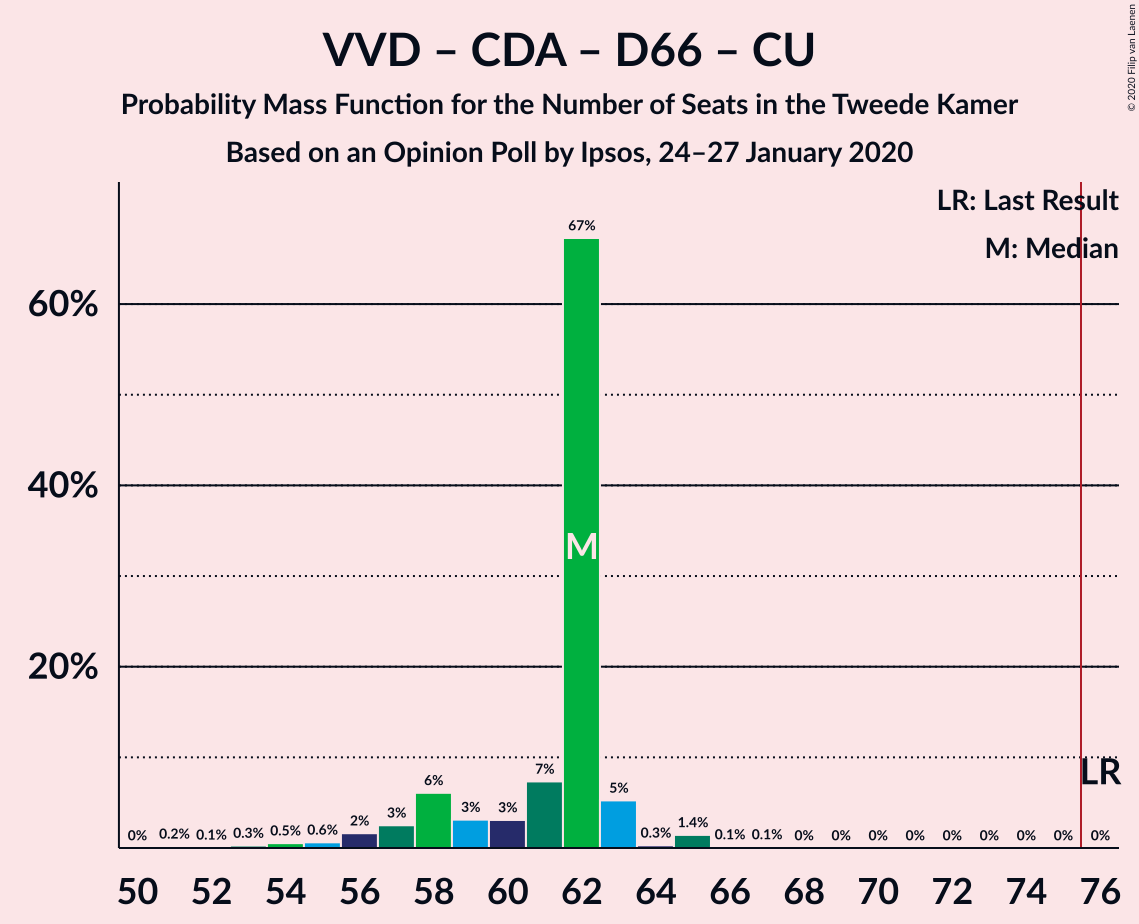 VVD – CDA – D66 – CU
Probability Mass Function for the Number of Seats in the Tweede Kamer
Based on an Opinion Poll by Ipsos, 24–27 January 2020
© 2020 Filip van Laenen
LR: Last Result
M: Median
60%
40%
20%
0% 0.2% 0.1% 0.3% 0.5% 0.6% 2% 3% 6% 3% 3% 7% 67% 5% 0.3% 1.4% 0.1% 0.1% 0% 0% 0% 0% 0% 0% 0% 0% 0%
M
LR
50 52 54 56 58 60 62 64 66 68 70 72 74 76